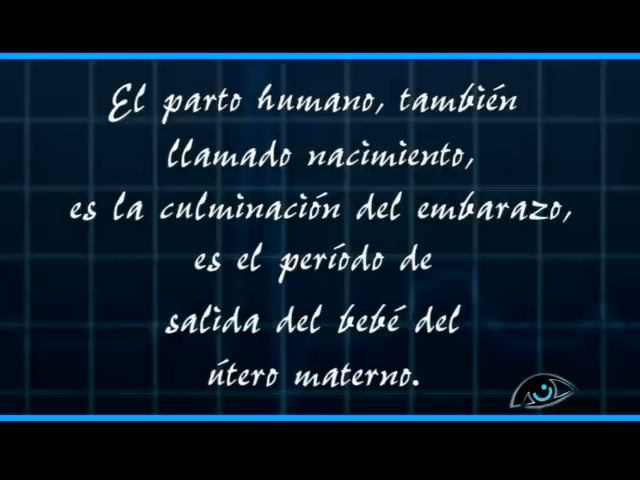 El parto humano, también
llamado nacimiento,
es la culminación del embarazo,
es el período de
salida del bebé del
útero materno.